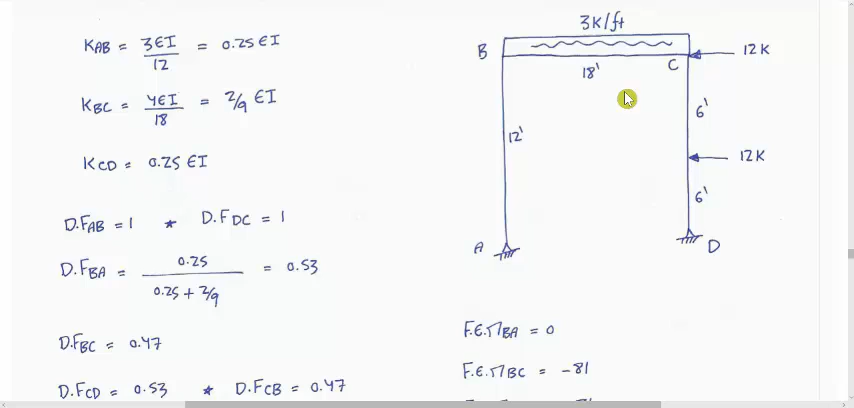 KAB = 3EI/12 = 0.25 EI
KBC = 4EI/18 = 2/9 EI
KCD = 0.25 EI
D.FAB = 1 * D.FDC = 1
D.FBA = 0.25/(0.25 + 2/9) = 0.53
D.FBC = 0.47
D.FCD = 0.53 * D.FCB = 0.47
3K/ft
B
18'
C
12K
6'
12'
12K
6'
A
D
F.E.MBA = 0
F.E.MBC = -81